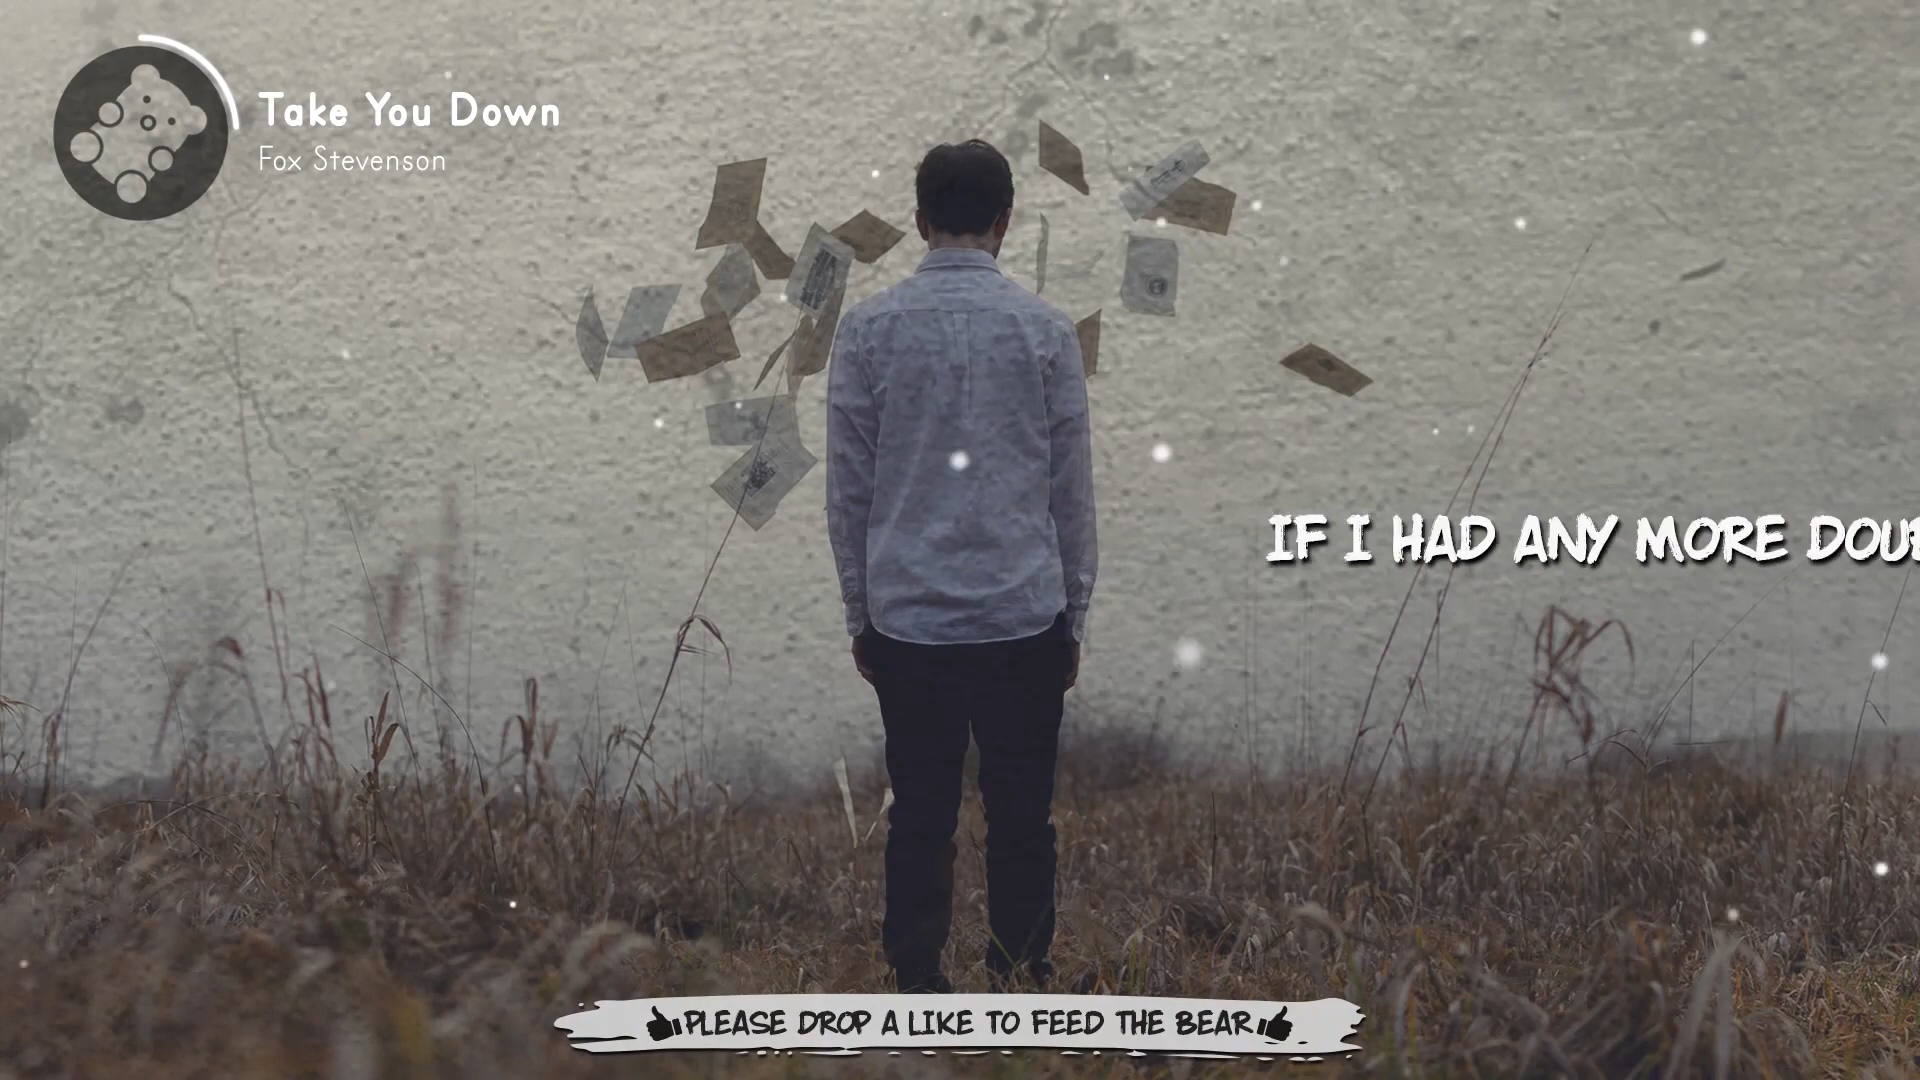 Take You Down
Fox Stevenson
IF I HAD ANY MORE
PLEASE DROP A LIKE TO FEED THE BEAR